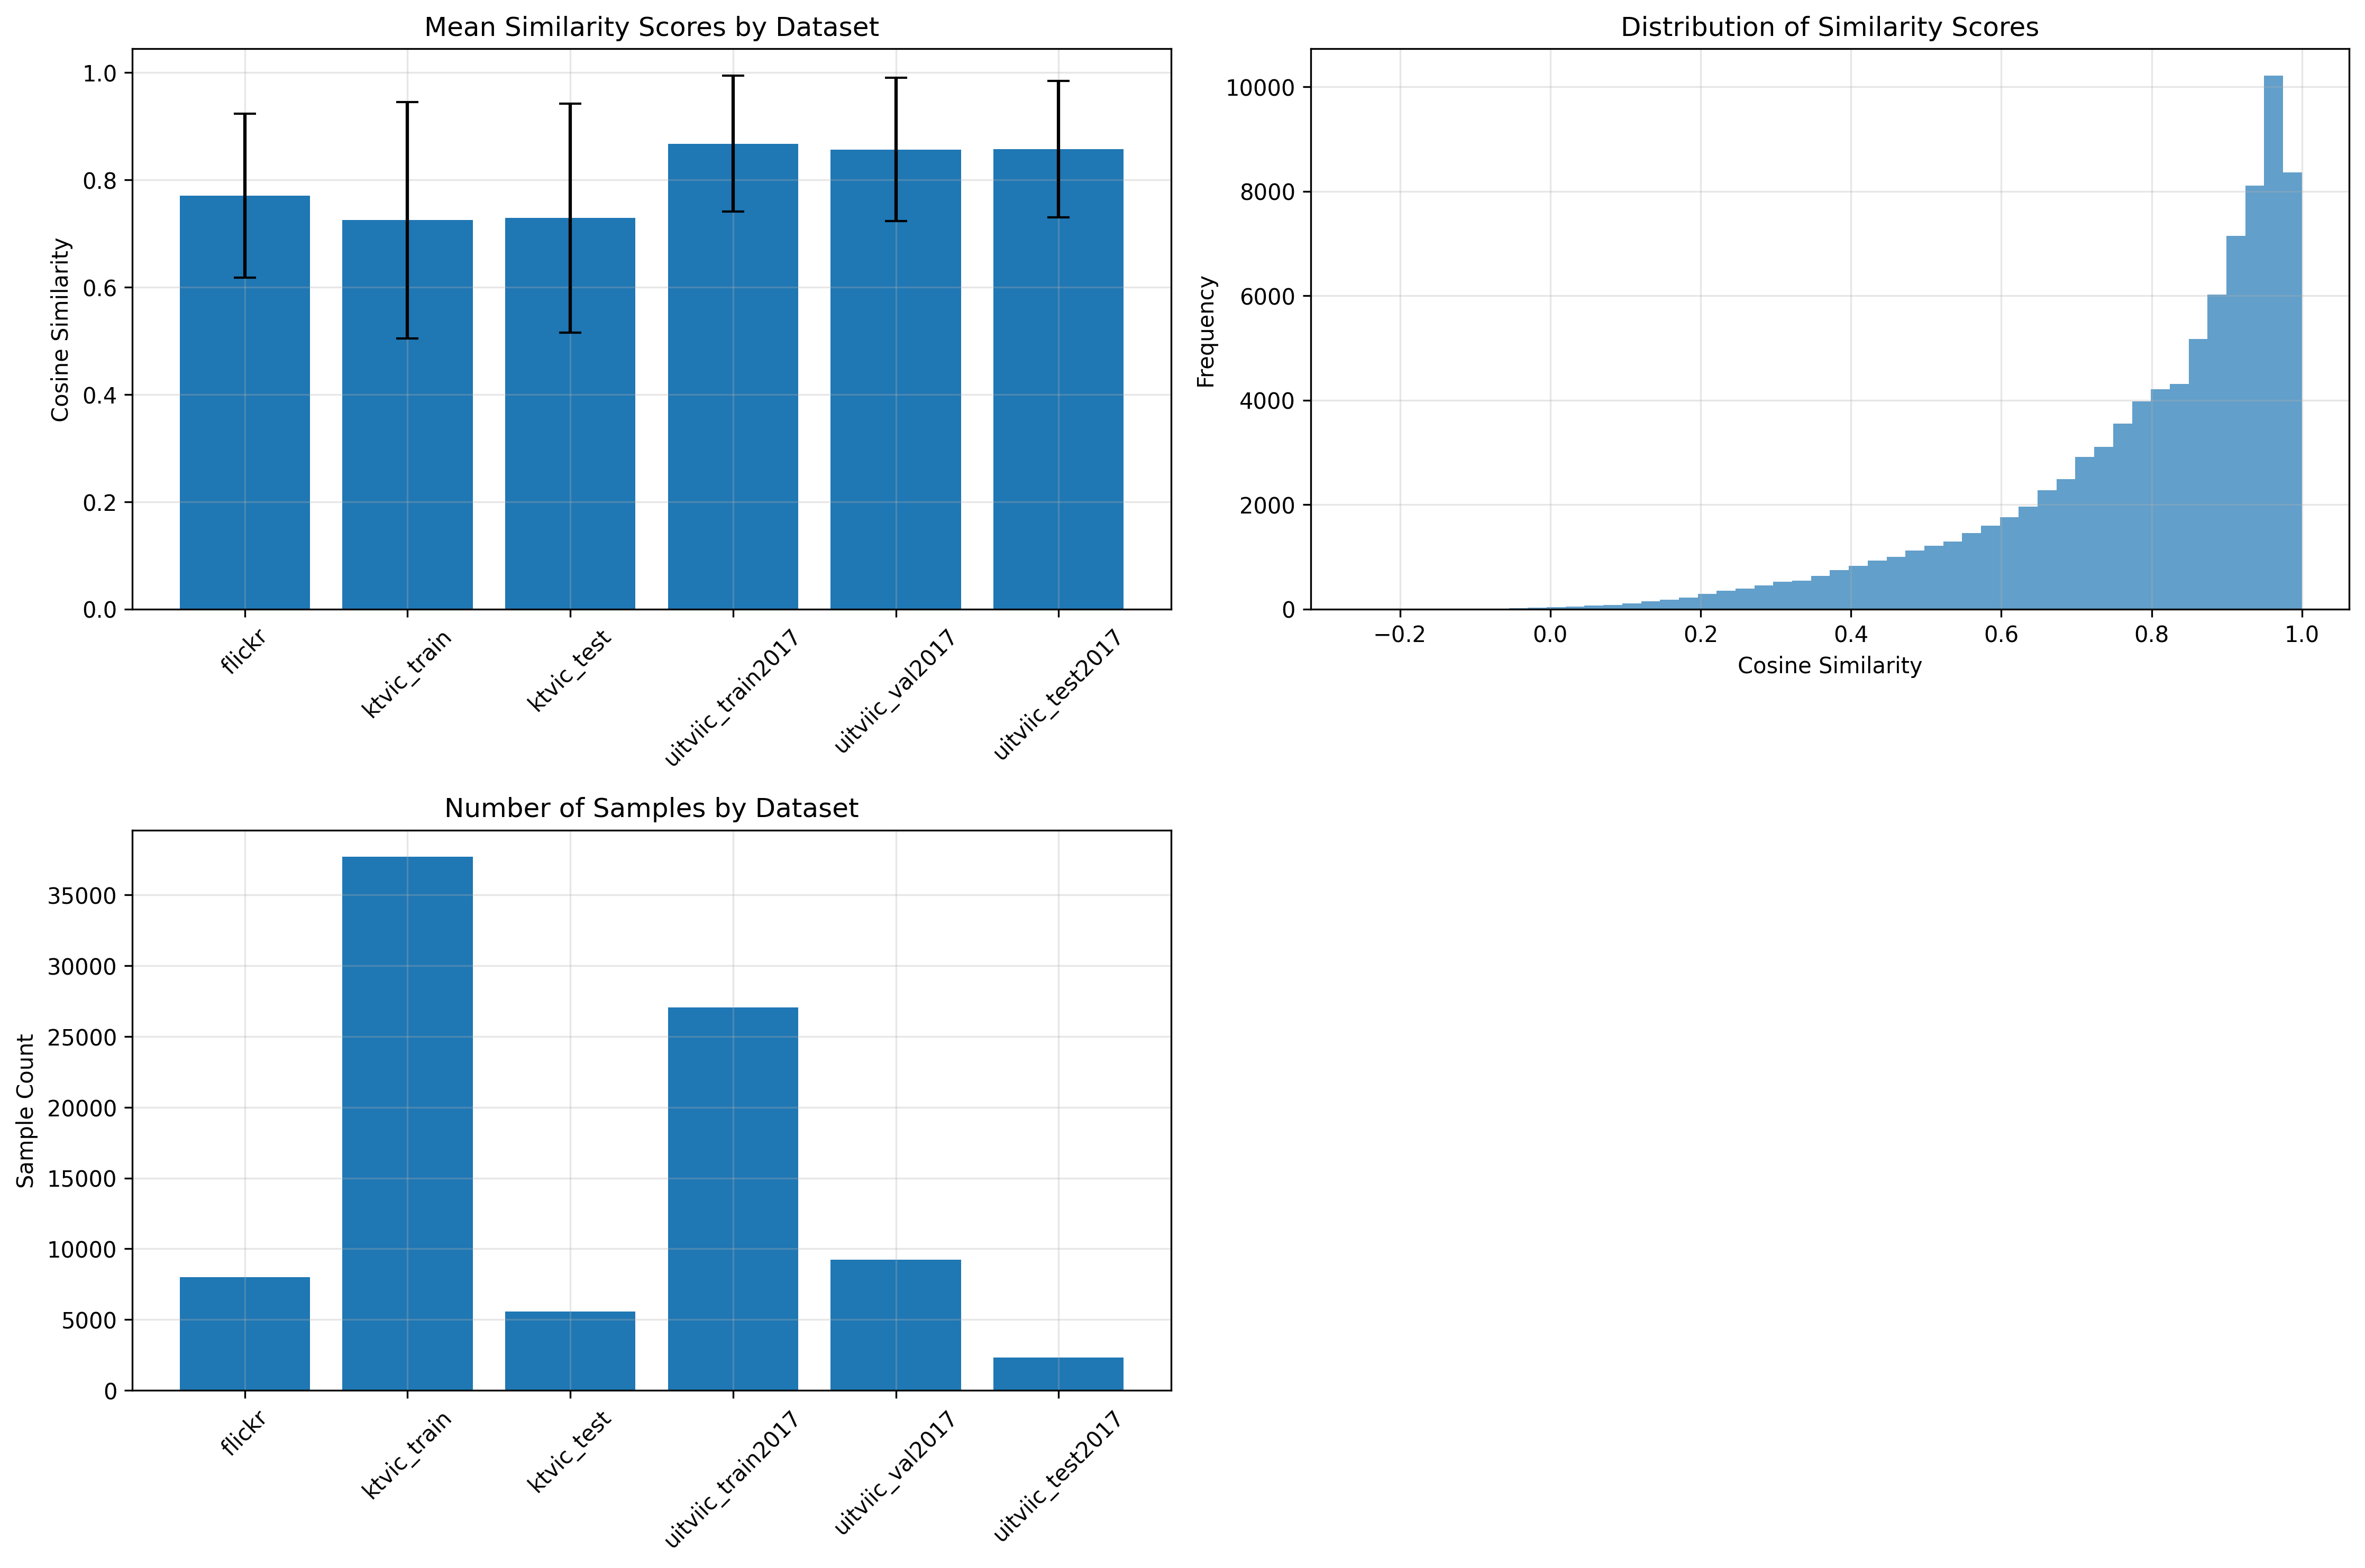 Mean Similarity Scores by Dataset
Cosine Similarity
1.0
0.8
0.6
0.4
0.2
0.0
flickr
ktvic_train
ktvic_test
uitviic_train2017
uitviic_val2017
uitviic_test2017
Distribution of Similarity Scores
Frequency
10000
8000
6000
4000
2000
0
−0.2
0.0
0.2
0.4
0.6
0.8
1.0
Cosine Similarity
Number of Samples by Dataset
Sample Count
35000
30000
25000
20000
15000
10000
5000
0
flickr
ktvic_train
ktvic_test
uitviic_train2017
uitviic_val2017
uitviic_test2017